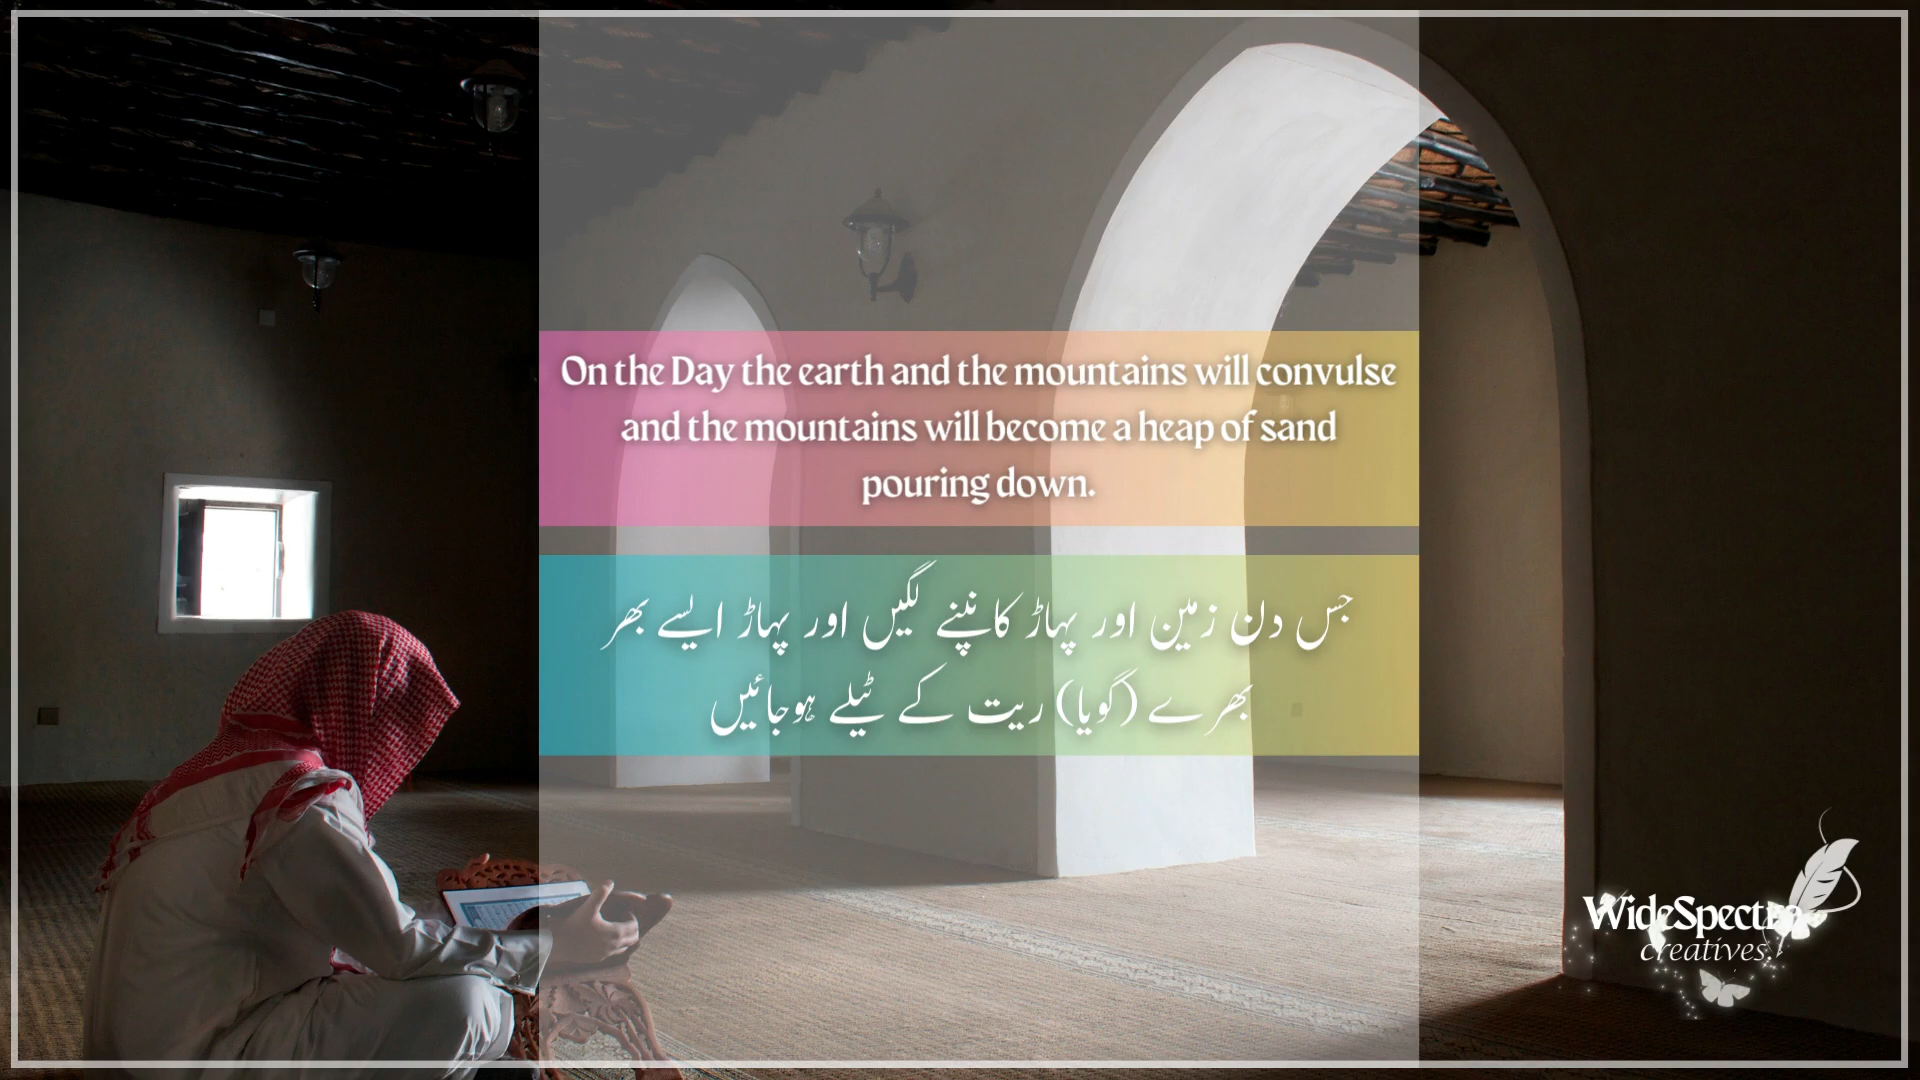 On the Day the earth and the mountains will convulse
and the mountains will become a heap of sand
pouring down.
جس دن زمین اور پہاڑ کانپنے لگیں اور پہاڑ ایسے بھر
بھرے (گویا) ریت کے ٹیلے ہوجائیں
WideSpectra
creatives